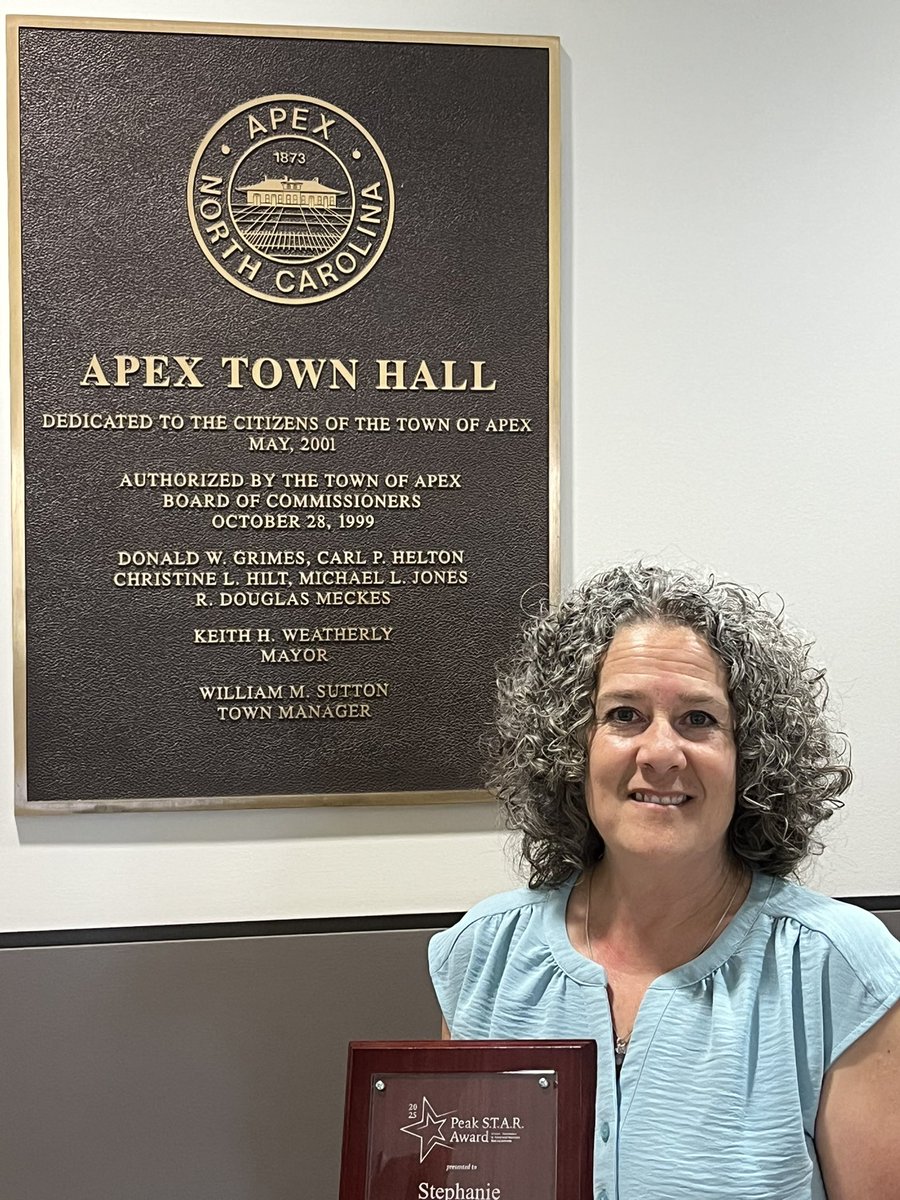 APEX
1873
NORTH CAROLINA
APEX TOWN HALL
DEDICATED TO THE CITIZENS OF THE TOWN OF APEX
MAY, 2001
AUTHORIZED BY THE TOWN OF APEX
BOARD OF COMMISSIONERS
OCTOBER 28, 1999
DONALD W. GRIMES, CARL P. HELTON
CHRISTINE L. HILT, MICHAEL L. JONES
R. DOUGLAS MECKES
KEITH H. WEATHERLY
MAYOR
WILLIAM M. SUTTON
TOWN MANAGER
20
25
Peak S.T.A.R.
Award
presented to
Stephanie